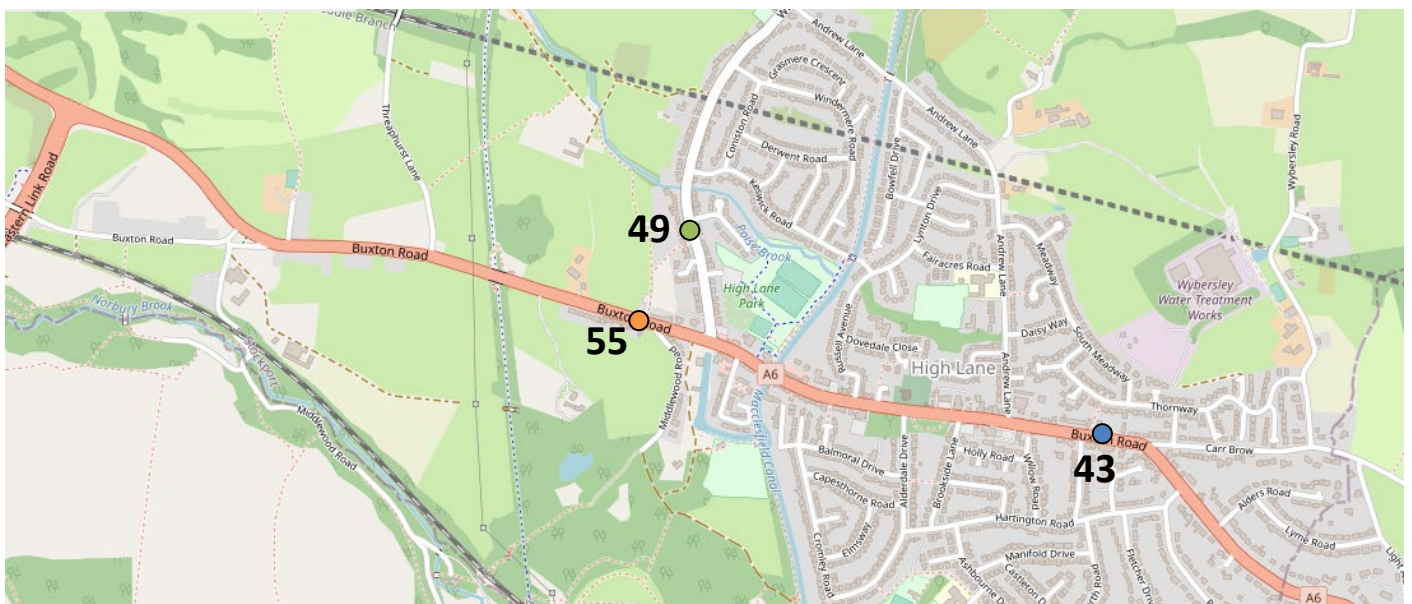 Andrew Lane
Grasmere Crescent
Windermere Road
Coniston Road
Derwent Road
Keswick Road
Bowfell Drive
Andrew Lane
Wybersley Road
Threaphurst Lane
Eastern Link Road
Buxton Road
Buxton Road
49
Poise Brook
High Lane
Park
Lynton Drive
Fairacres Road
Andrew Lane
Meadway
Wybersley
Water Treatment
Works
Norbury Brook
Stockport
Buxton Road
55
Middlewood Road
A6
Russell Avenue
Dovedale Close
High Lane
Daisy Way
South Meadway
Andrew Lane
Thornway
Buxton Road
43
Carr Brow
Middlewood Road
Macclesfield Canal
Balmoral Drive
Capesthorne Road
Alderdale Drive
Brookside Lane
Holly Road
Willow Road
Hartington Road
Alders Road
Lyme Road
Elmsway
Cromley Road
Manifold Drive
Ashbourne
Castleton
Road
Fletcher Drive
Light
A6